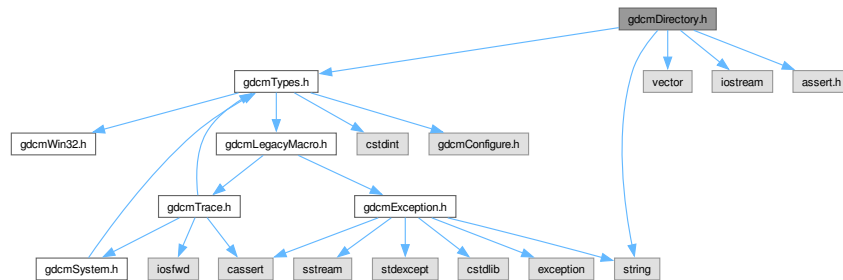 gdcmDirectory.h
gdcmTypes.h
vector
iostream
assert.h
gdcmWin32.h
gdcmLegacyMacro.h
cstdint
gdcmConfigure.h
gdcmTrace.h
gdcmException.h
gdcmSystem.h
iosfwd
cassert
sstream
stdexcept
cstdlib
exception
string